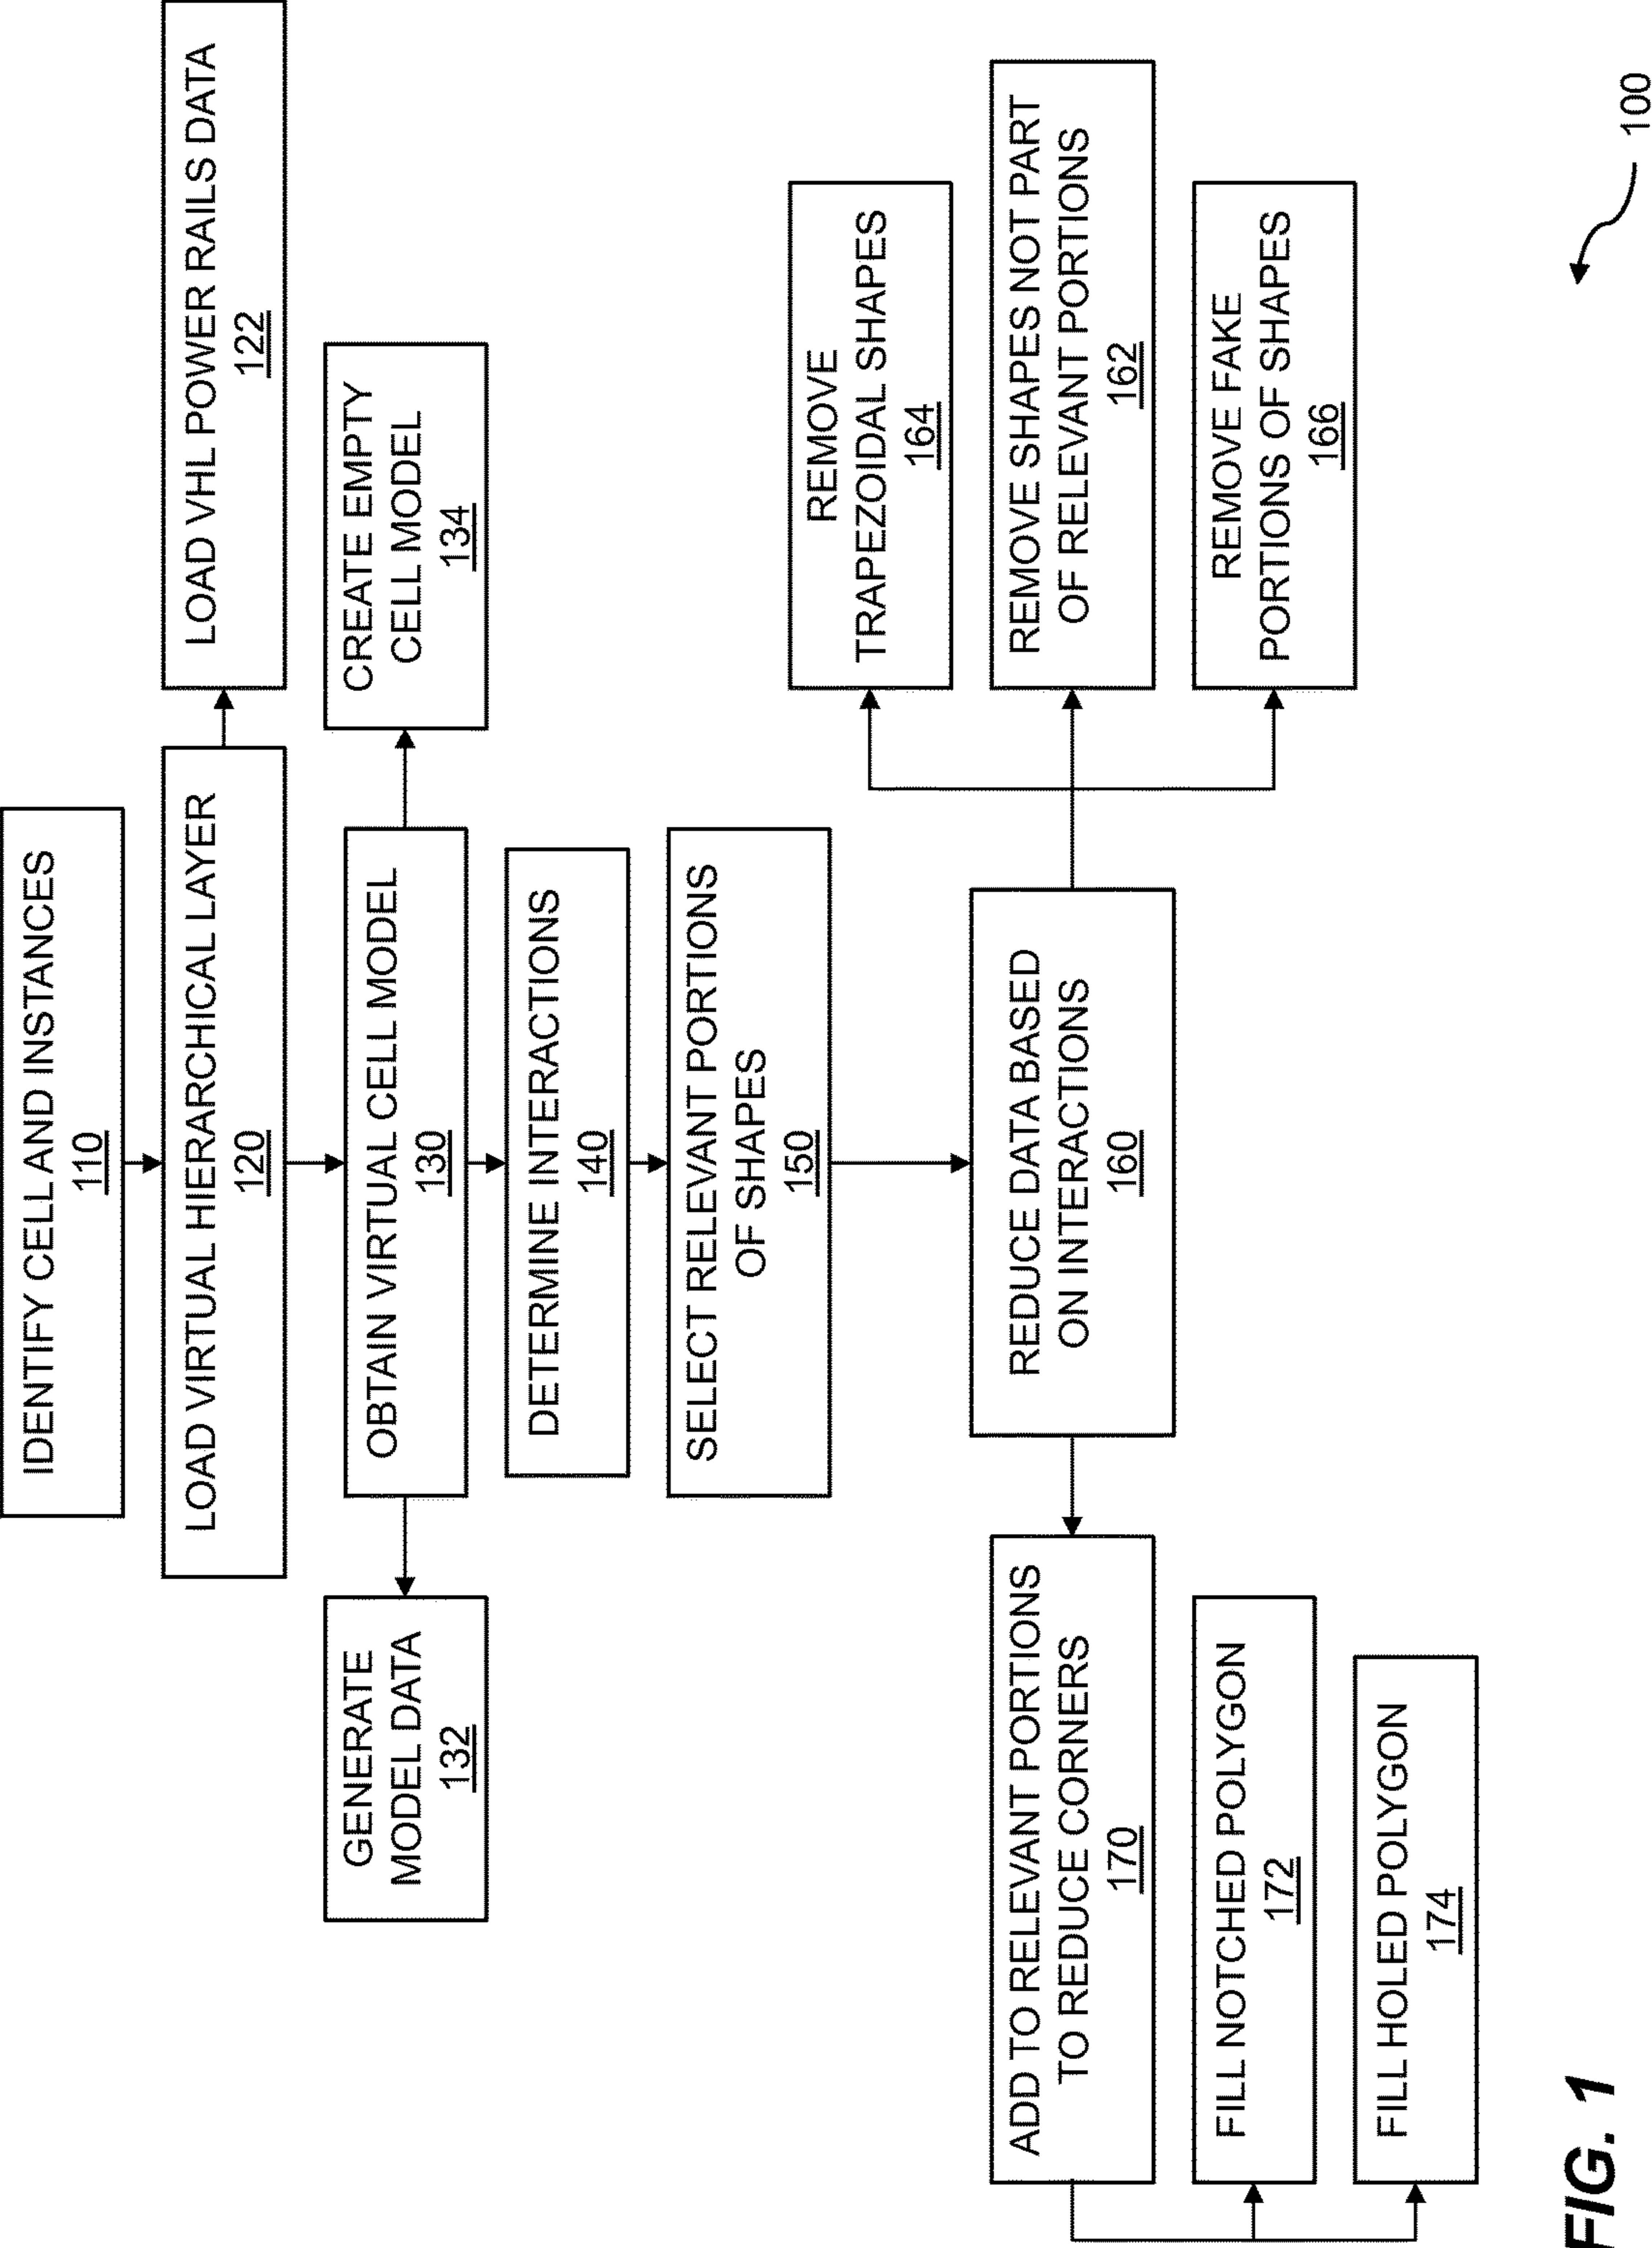 IDENTIFY CELL AND INSTANCES
110
LOAD VIRTUAL HIERARCHICAL LAYER
120
LOAD VHL POWER RAILS DATA
122
GENERATE
MODEL DATA
132
OBTAIN VIRTUAL CELL MODEL
130
CREATE EMPTY
CELL MODEL
134
DETERMINE INTERACTIONS
140
SELECT RELEVANT PORTIONS
OF SHAPES
150
REMOVE
TRAPEZOIDAL SHAPES
164
ADD TO RELEVANT PORTIONS
TO REDUCE CORNERS
170
REDUCE DATA BASED
ON INTERACTIONS
160
REMOVE SHAPES NOT PART
OF RELEVANT PORTIONS
162
FILL NOTCHED POLYGON
172
REMOVE FAKE
PORTIONS OF SHAPES
166
FILL HOLED POLYGON
174
FIG. 1
100